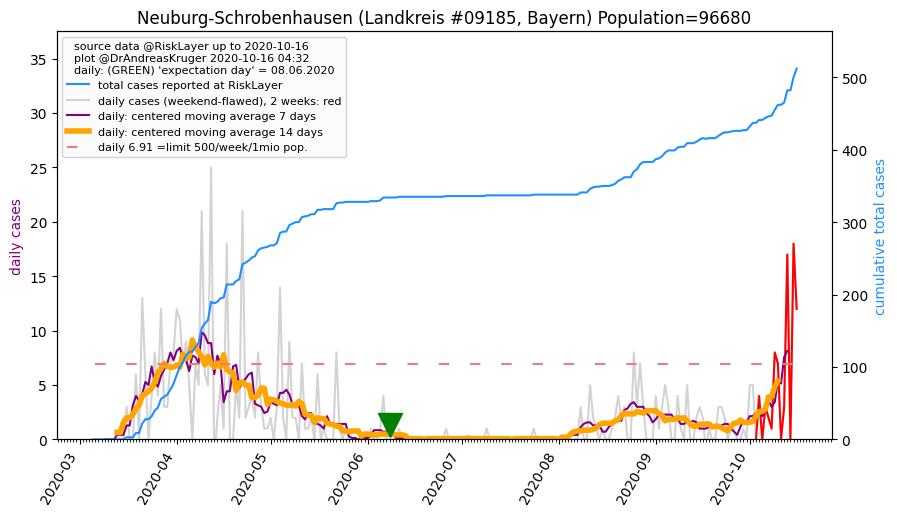 Neuburg-Schrobenhausen (Landkreis #09185, Bayern) Population=96680
source data @RiskLayer up to 2020-10-16
plot @DrAndreasKruger 2020-10-16 04:32
daily: (GREEN) 'expectation day' = 08.06.2020
total cases reported at RiskLayer
daily cases (weekend-flawed), 2 weeks: red
daily: centered moving average 7 days
daily: centered moving average 14 days
daily 6.91 =limit 500/week/1mio pop.
daily cases
35
30
25
20
15
10
5
0
cumulative total cases
500
400
300
200
100
0
2020-03
2020-04
2020-05
2020-06
2020-07
2020-08
2020-09
2020-10